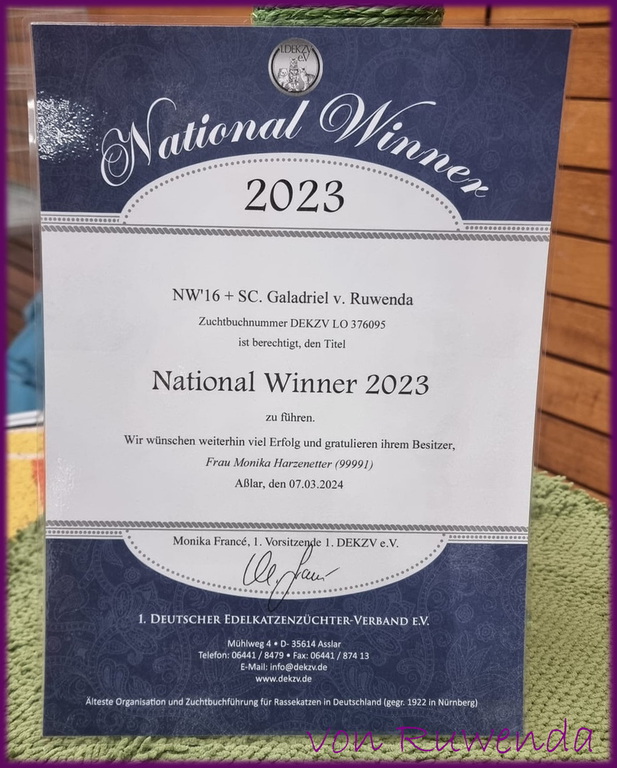 1.DEKZV
e.V.
National Winner
2023
NW'16 + SC. Galadriel v. Ruwenda
Zuchtbuchnummer DEKZV LO 376095
ist berechtigt, den Titel
National Winner 2023
zu führen.
Wir wünschen weiterhin viel Erfolg und gratulieren ihrem Besitzer,
Frau Monika Harzenetter (99991)
Aßlar, den 07.03.2024
Monika Francé, 1. Vorsitzende 1. DEKZV e.V.
1. DEUTSCHER EDELKATZENZÜCHTER-VERBAND E.V.
Mühlweg 4 • D- 35614 Asslar
Telefon: 06441 / 8479 • Fax: 06441 / 874 13
E-Mail: info@dekzv.de
www.dekzv.de
Älteste Organisation und Zuchtbuchführung für Rassekatzen in Deutschland (gegr. 1922 in Nürnberg)
von Ruwenda